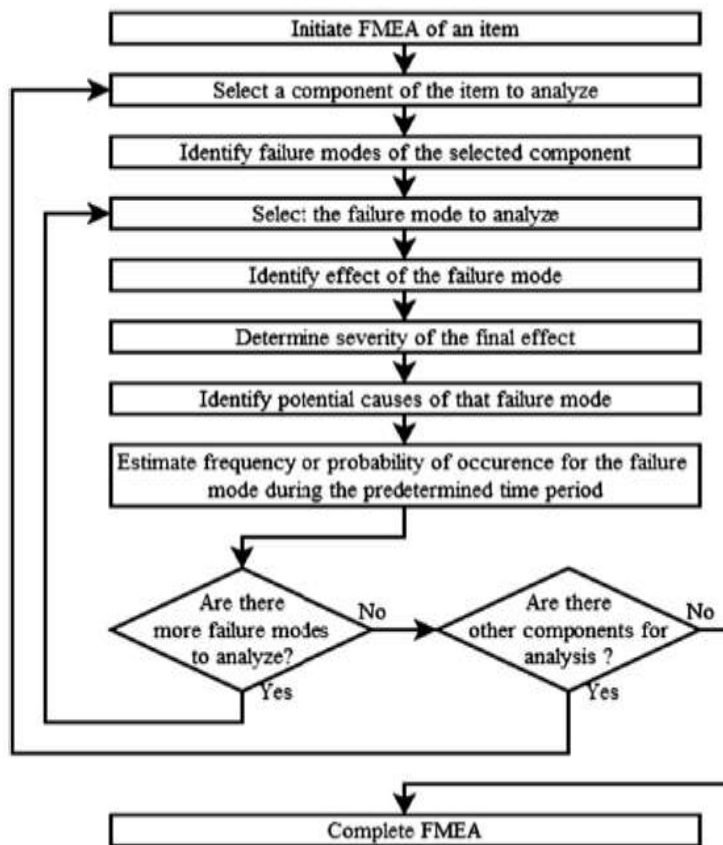 Initiate FMEA of an item
Select a component of the item to analyze
Identify failure modes of the selected component
Select the failure mode to analyze
Identify effect of the failure mode
Determine severity of the final effect
Identify potential causes of that failure mode
Estimate frequency or probability of occurence for the failure
mode during the predetermined time period
Are there
more failure modes
to analyze?
No
Yes
Are there
other components for
analysis ?
No
Yes
Complete FMEA